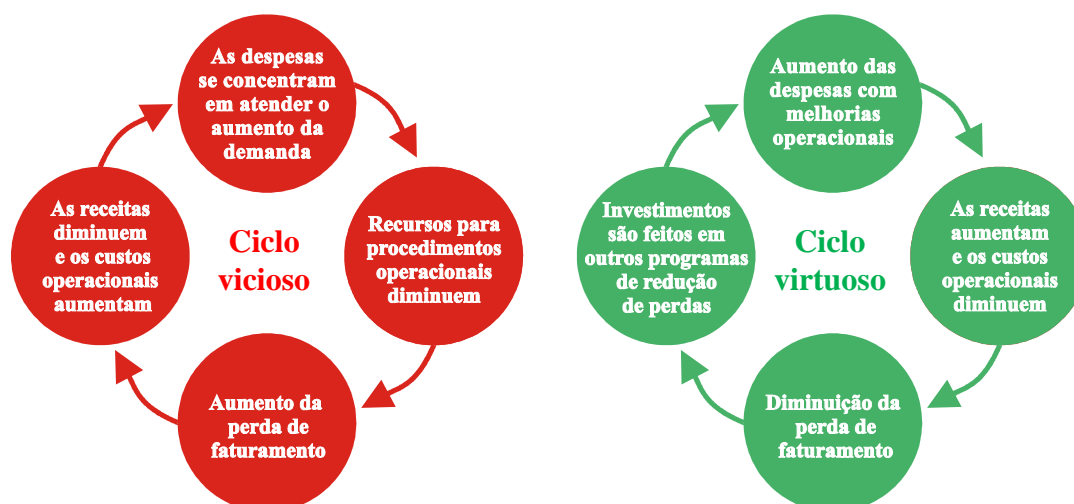 As despesas
se concentram
em atender o
aumento da
demanda
Recursos para
procedimentos
operacionais
diminuem
Aumento da
perda de
faturamento
As receitas
diminuem
e os custos
operacionais
aumentam
Ciclo
vicioso
Aumento das
despesas com
melhorias
operacionais
As receitas
aumentam
e os custos
operacionais
diminuem
Diminuição da
perda de
faturamento
Investimentos
são feitos em
outros programas
de redução
de perdas
Ciclo
virtuoso